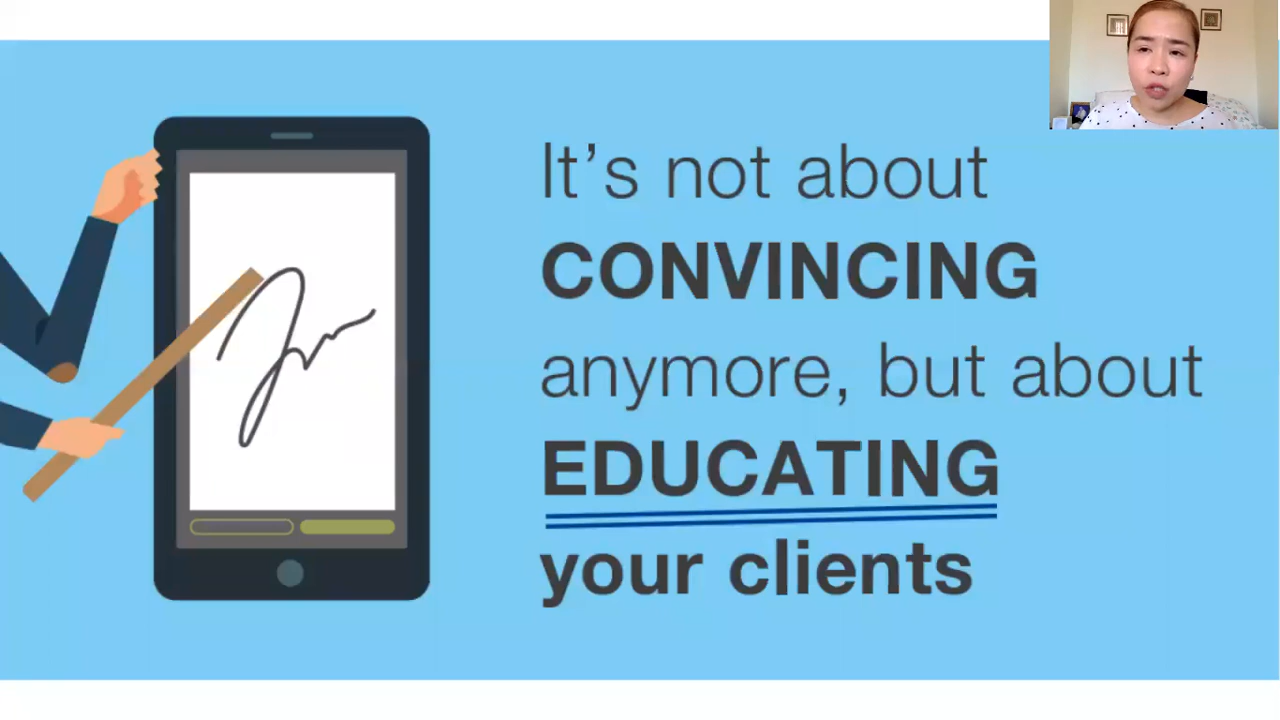 It's not about
CONVINCING
anymore, but about
EDUCATING
your clients